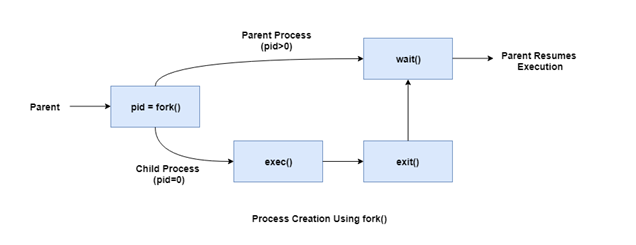 Parent Process
(pid>0)
wait()
Parent Resumes
Execution
Parent
pid = fork()
Child Process
(pid=0)
exec()
exit()
Process Creation Using fork()